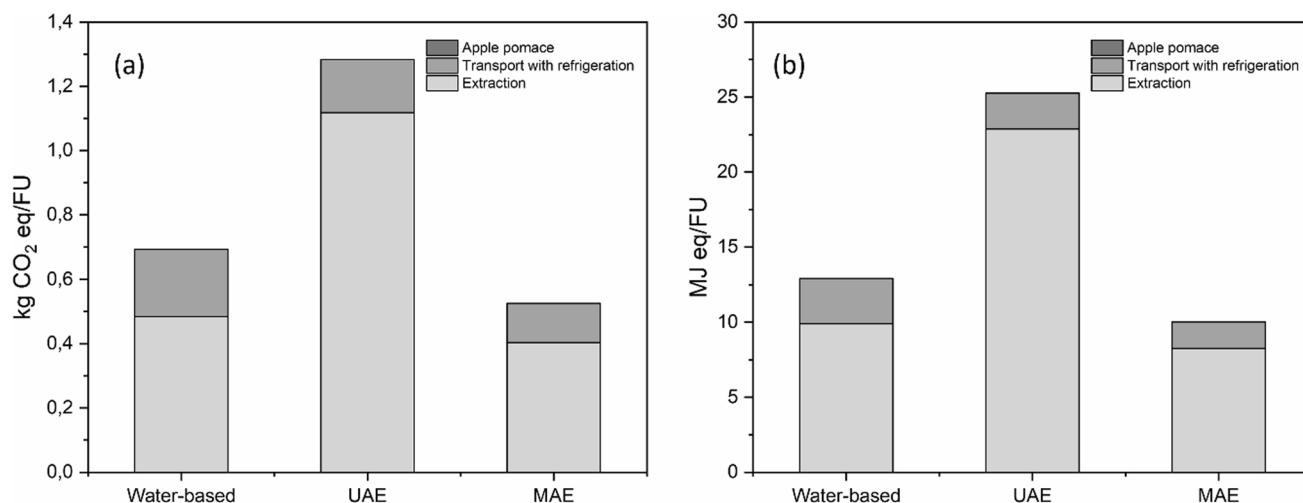 (a)
Apple pomace
Transport with refrigeration
Extraction
kg CO₂ eq/FU
1,4
1,2
1,0
0,8
0,6
0,4
0,2
0,0
Water-based UAE MAE
(b)
Apple pomace
Transport with refrigeration
Extraction
MJ eq/FU
30
25
20
15
10
5
0
Water-based UAE MAE